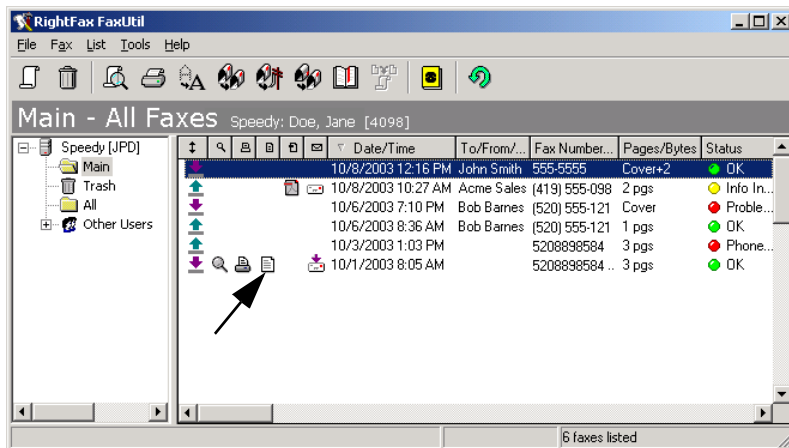 RightFax FaxUtil
File Fax List Tools Help
Main - All Faxes Speedy: Doe, Jane [4098]
Speedy [JPD]
Main
Trash
All
Other Users
Date/Time To/From/... Fax Number... Pages/Bytes Status
10/8/2003 12:16 PM John Smith 555-5555 Cover+2 OK
10/8/2003 10:27 AM Acme Sales (419) 555-098 2 pgs Info In...
10/6/2003 7:10 PM Bob Barnes (520) 555-121 Cover Proble...
10/6/2003 8:36 AM Bob Barnes (520) 555-121 1 pgs OK
10/3/2003 1:03 PM 5208898584 3 pgs Phone...
10/1/2003 8:05 AM 5208898584 .. 3 pgs OK
6 faxes listed